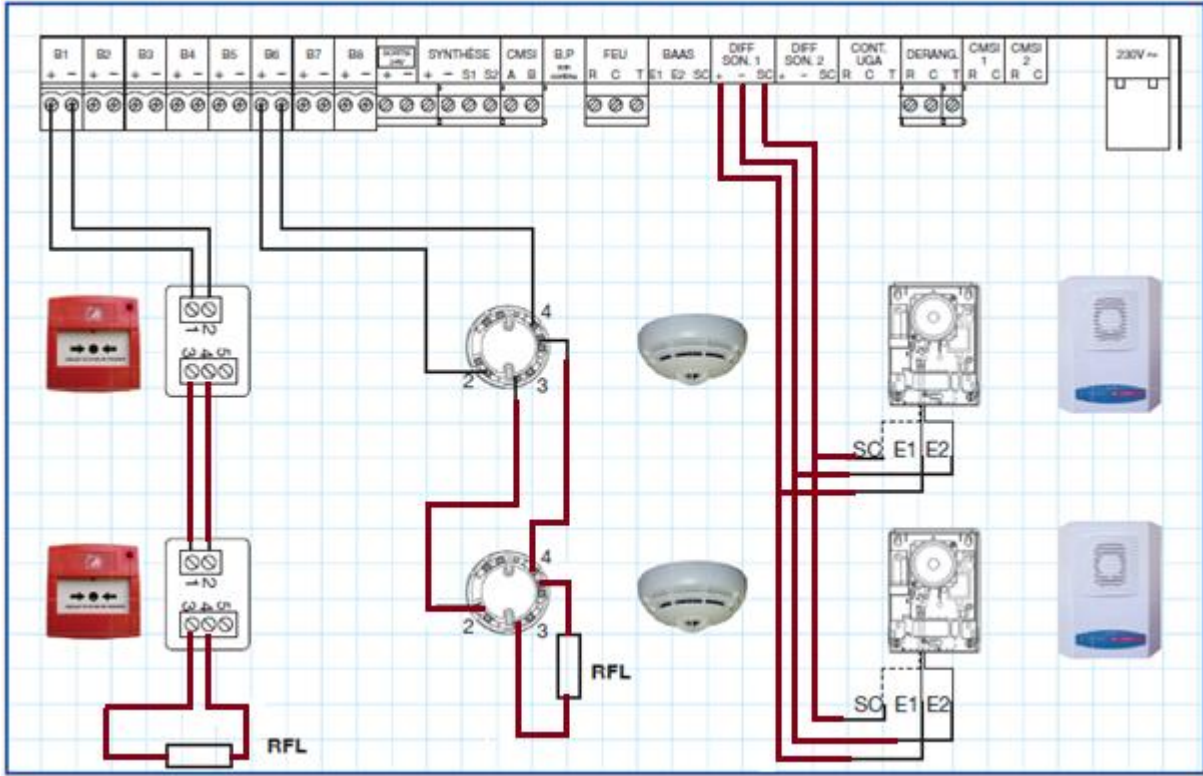 B1 B2 B3 B4 B5 B6 B7 B8 SYNTHÈSE CMSI B.P FEU BAAS DIFF SON. 1 DIFF SON. 2 CONT. UGA DERANG. CMSI 1 CMSI 2 230V ~
+ − + − + − + − + − + − + − + − + − + − S1 S2 A B R C T E1 E2 SC + − SC + − SC R C T R C T R C R C
1 2
3 4 5
4
2
3
SC E1 E2
1 2
3 4 5
4
2
3
RFL
SC E1 E2
RFL